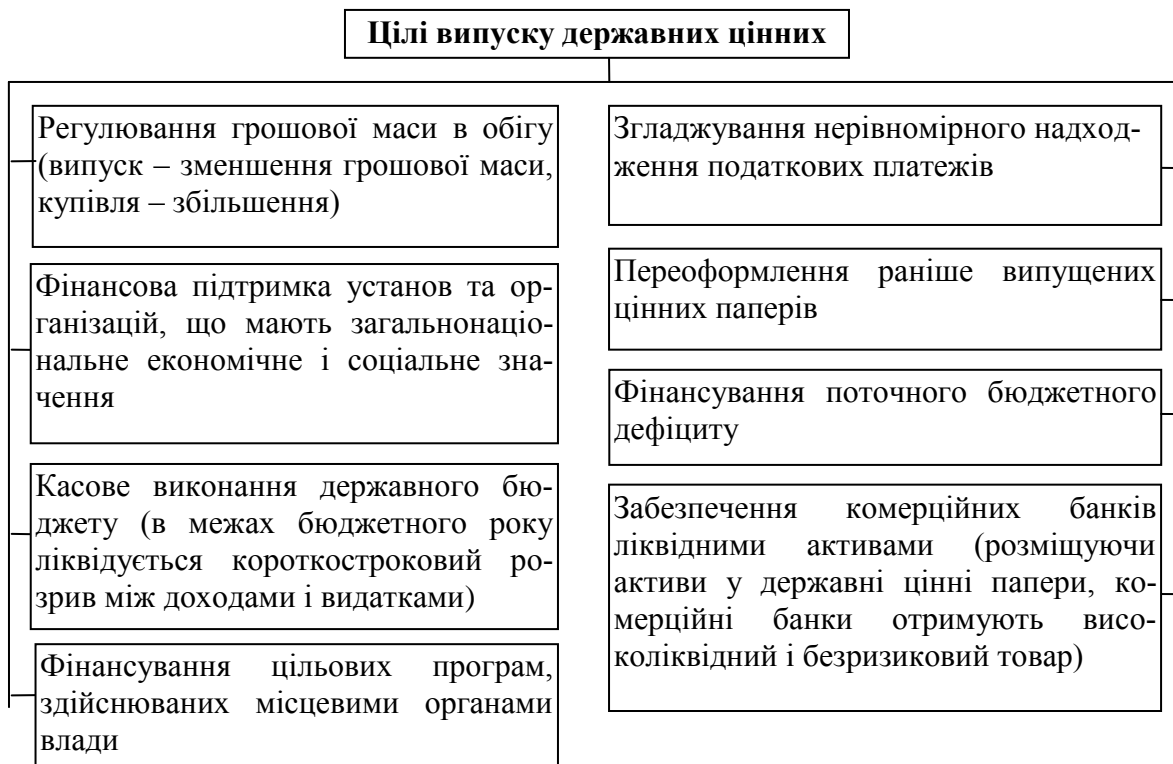 Цілі випуску державних цінних
Регулювання грошової маси в обігу
(випуск – зменшення грошової маси,
купівля – збільшення)
Фінансова підтримка установ та ор-
ганізацій, що мають загальнонаціо-
нальне економічне і соціальне зна-
чення
Касове виконання державного бю-
джету (в межах бюджетного року
ліквідується короткостроковий ро-
зрив між доходами і видатками)
Фінансування цільових програм,
здійснюваних місцевими органами
влади
Згладжування нерівномірного надход-
ження податкових платежів
Переоформлення раніше випущених
цінних паперів
Фінансування поточного бюджетного
дефіциту
Забезпечення комерційних банків
ліквідними активами (розміщуючи
активи у державні цінні папери, ко-
мерційні банки отримують висо-
коліквідний і безризиковий товар)